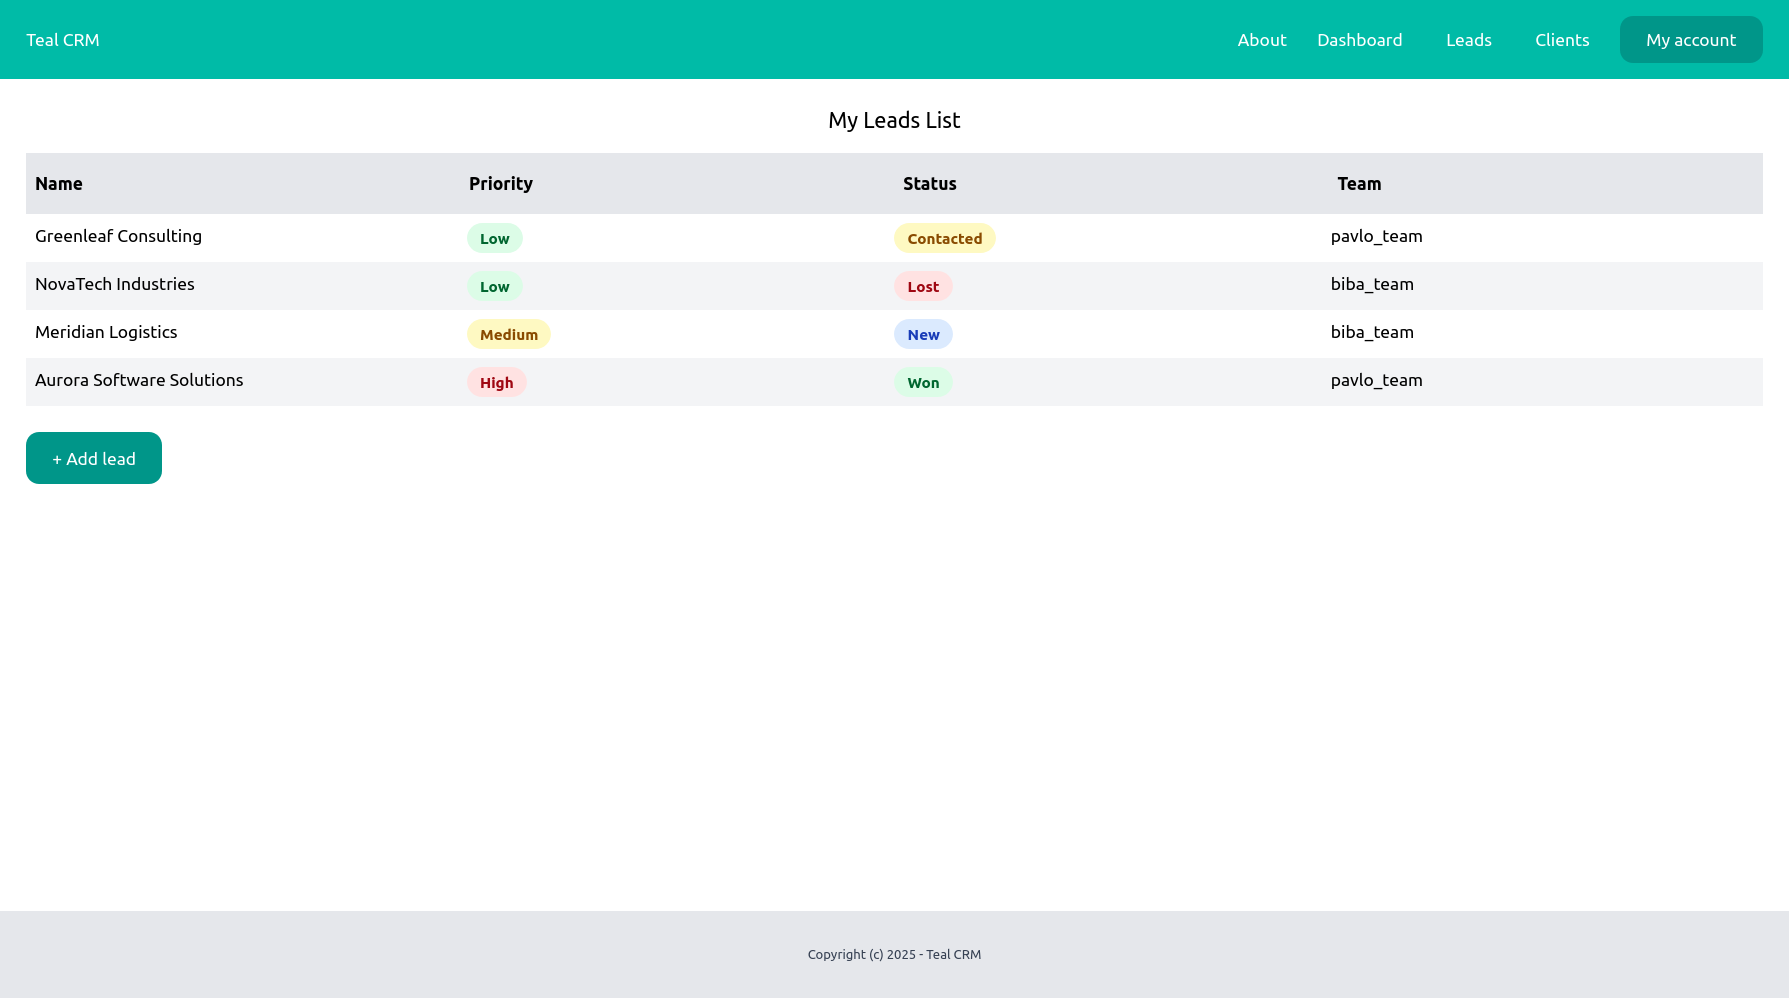 Teal CRM About Dashboard Leads Clients My account
My Leads List
Name Priority Status Team
Greenleaf Consulting Low Contacted pavlo_team
NovaTech Industries Low Lost biba_team
Meridian Logistics Medium New biba_team
Aurora Software Solutions High Won pavlo_team
+ Add lead
Copyright (c) 2025 - Teal CRM